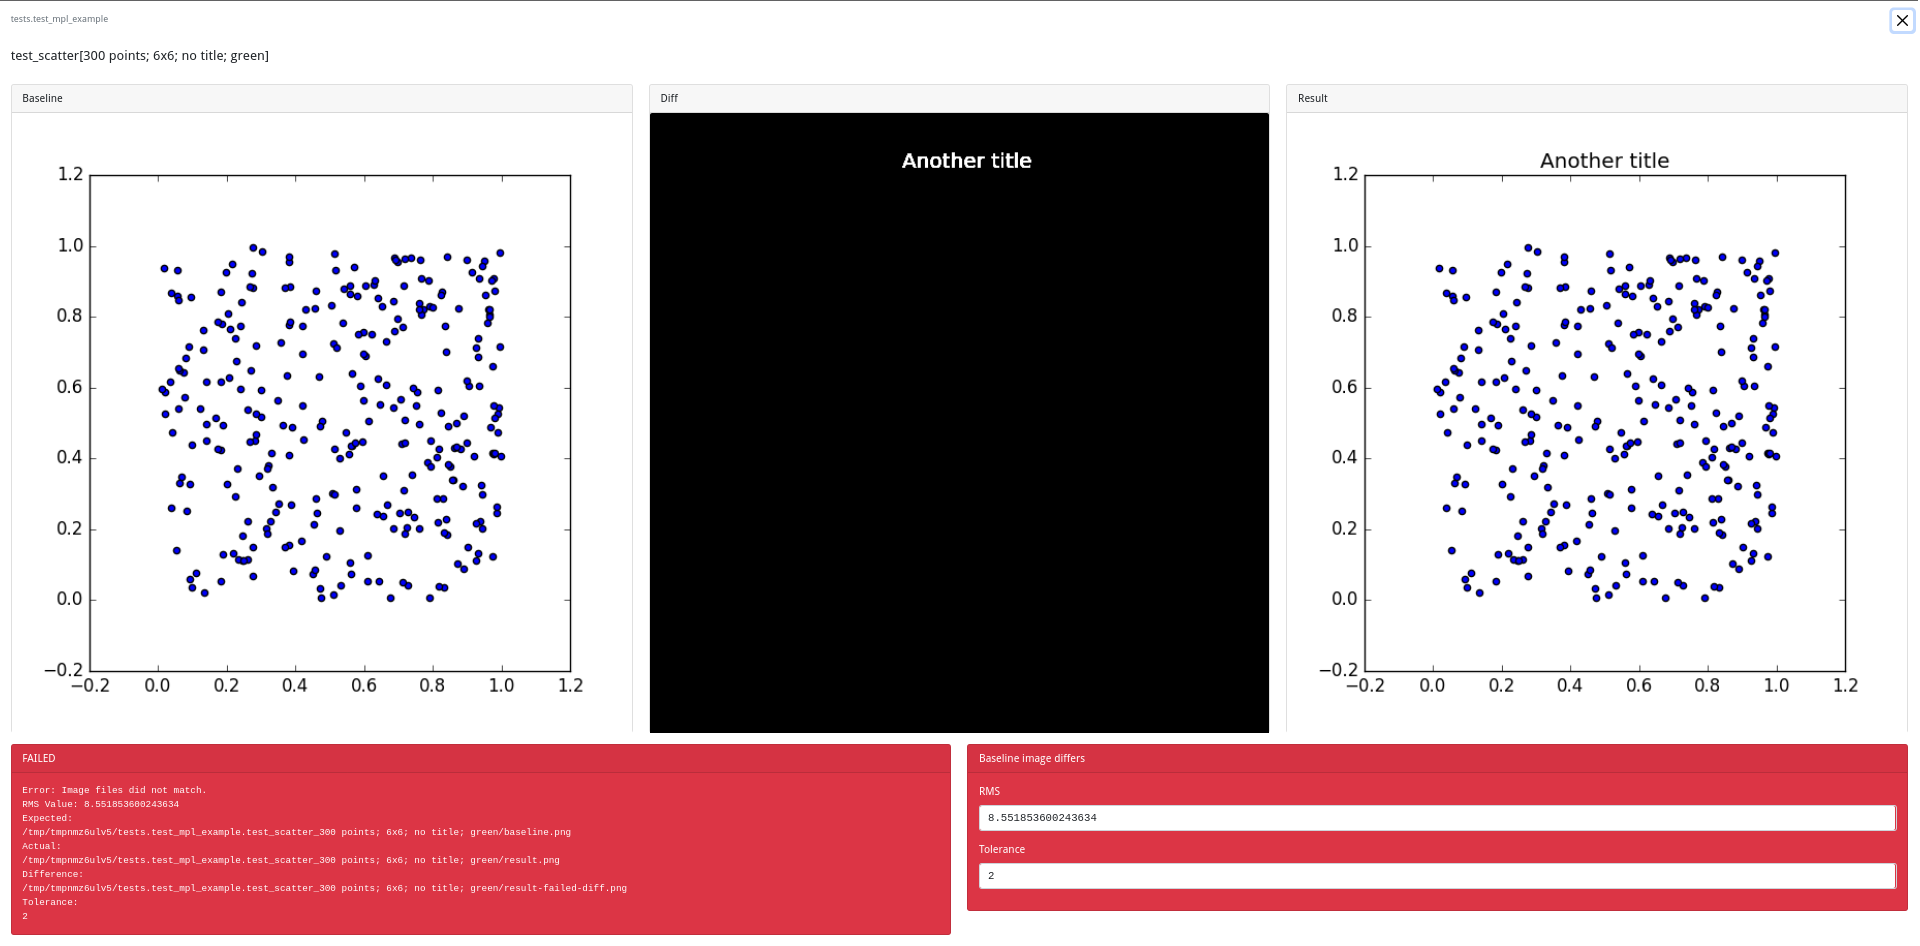 tests.test_mpl_example
test_scatter[300 points; 6x6; no title; green]
Baseline
1.2
1.0
0.8
0.6
0.4
0.2
0.0
−0.2
−0.2 0.0 0.2 0.4 0.6 0.8 1.0 1.2
Diff
Another title
Result
Another title
1.2
1.0
0.8
0.6
0.4
0.2
0.0
−0.2
−0.2 0.0 0.2 0.4 0.6 0.8 1.0 1.2
FAILED
Error: Image files did not match.
RMS Value: 8.551853600243634
Expected:
/tmp/tmpnmz6ulv5/tests.test_mpl_example.test_scatter_300 points; 6x6; no title; green/baseline.png
Actual:
/tmp/tmpnmz6ulv5/tests.test_mpl_example.test_scatter_300 points; 6x6; no title; green/result.png
Difference:
/tmp/tmpnmz6ulv5/tests.test_mpl_example.test_scatter_300 points; 6x6; no title; green/result-failed-diff.png
Tolerance:
2
Baseline image differs
RMS
8.551853600243634
Tolerance
2